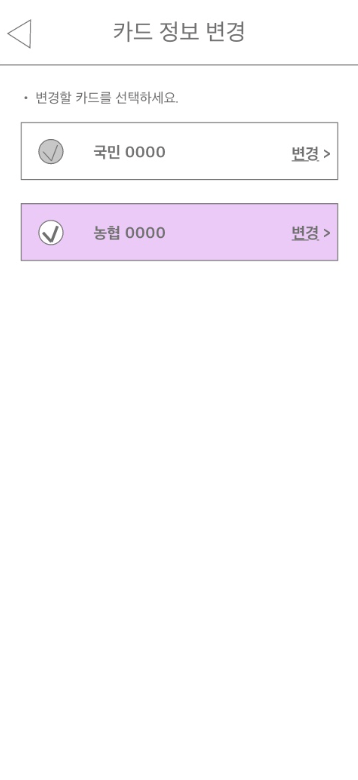 카드 정보 변경
• 변경할 카드를 선택하세요.
국민 0000 변경 >
농협 0000 변경 >